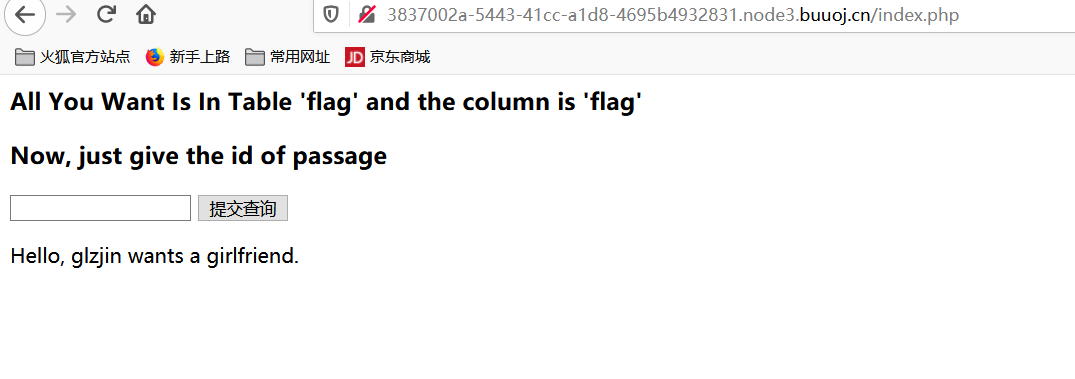 3837002a-5443-41cc-a1d8-4695b4932831.node3.buuoj.cn/index.php
火狐官方站点 新手上路 常用网址 JD 京东商城
All You Want Is In Table 'flag' and the column is 'flag'
Now, just give the id of passage
提交查询
Hello, glzjin wants a girlfriend.